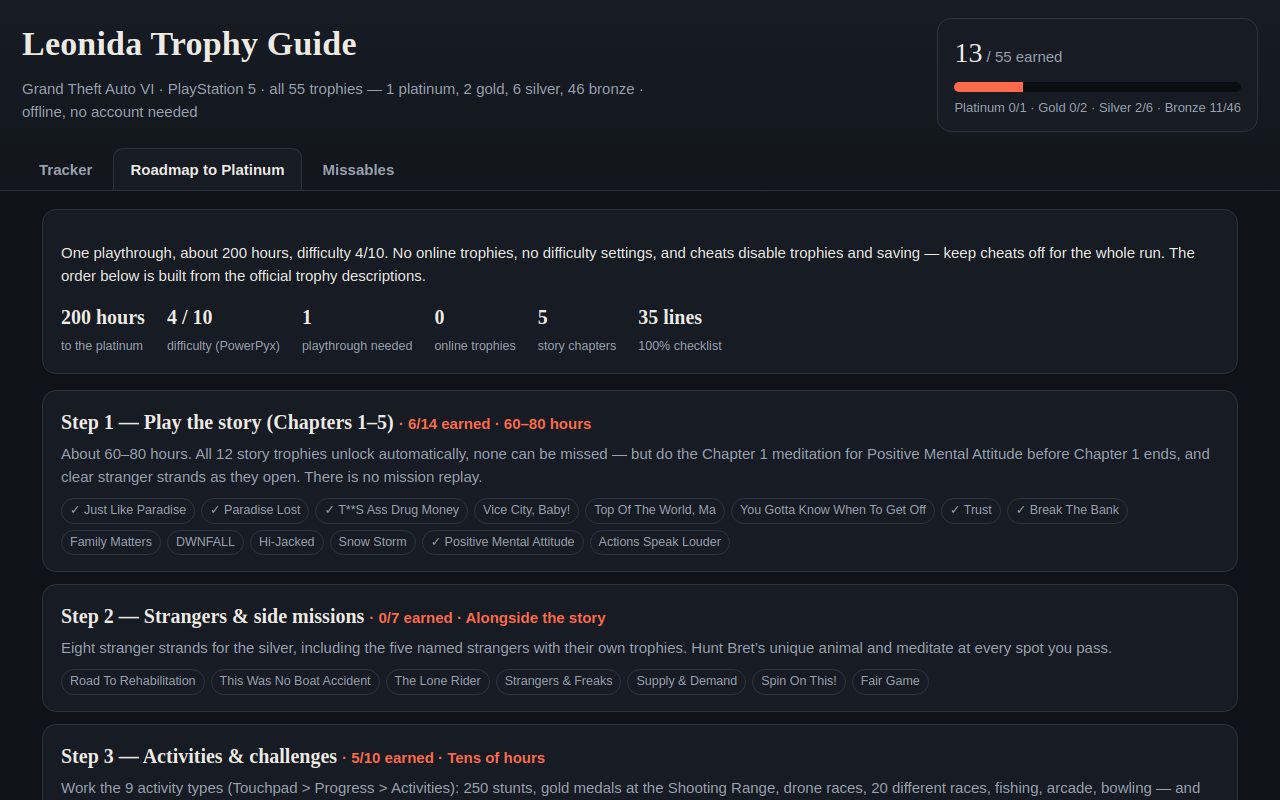 Leonida Trophy Guide
Grand Theft Auto VI · PlayStation 5 · all 55 trophies — 1 platinum, 2 gold, 6 silver, 46 bronze ·
offline, no account needed
13 / 55 earned
Platinum 0/1 · Gold 0/2 · Silver 2/6 · Bronze 11/46
Tracker
Roadmap to Platinum
Missables
One playthrough, about 200 hours, difficulty 4/10. No online trophies, no difficulty settings, and cheats disable trophies and saving — keep cheats off for the whole run. The
order below is built from the official trophy descriptions.
200 hours
to the platinum
4 / 10
difficulty (PowerPyx)
1
playthrough needed
0
online trophies
5
story chapters
35 lines
100% checklist
Step 1 — Play the story (Chapters 1–5) · 6/14 earned · 60–80 hours
About 60–80 hours. All 12 story trophies unlock automatically, none can be missed — but do the Chapter 1 meditation for Positive Mental Attitude before Chapter 1 ends, and
clear stranger strands as they open. There is no mission replay.
✓ Just Like Paradise ✓ Paradise Lost ✓ T**S Ass Drug Money Vice City, Baby! Top Of The World, Ma You Gotta Know When To Get Off ✓ Trust ✓ Break The Bank
Family Matters DWNFALL Hi-Jacked Snow Storm ✓ Positive Mental Attitude Actions Speak Louder
Step 2 — Strangers & side missions · 0/7 earned · Alongside the story
Eight stranger strands for the silver, including the five named strangers with their own trophies. Hunt Bret's unique animal and meditate at every spot you pass.
Road To Rehabilitation This Was No Boat Accident The Lone Rider Strangers & Freaks Supply & Demand Spin On This! Fair Game
Step 3 — Activities & challenges · 5/10 earned · Tens of hours
Work the 9 activity types (Touchpad > Progress > Activities): 250 stunts, gold medals at the Shooting Range, drone races, 20 different races, fishing, arcade, bowling — and